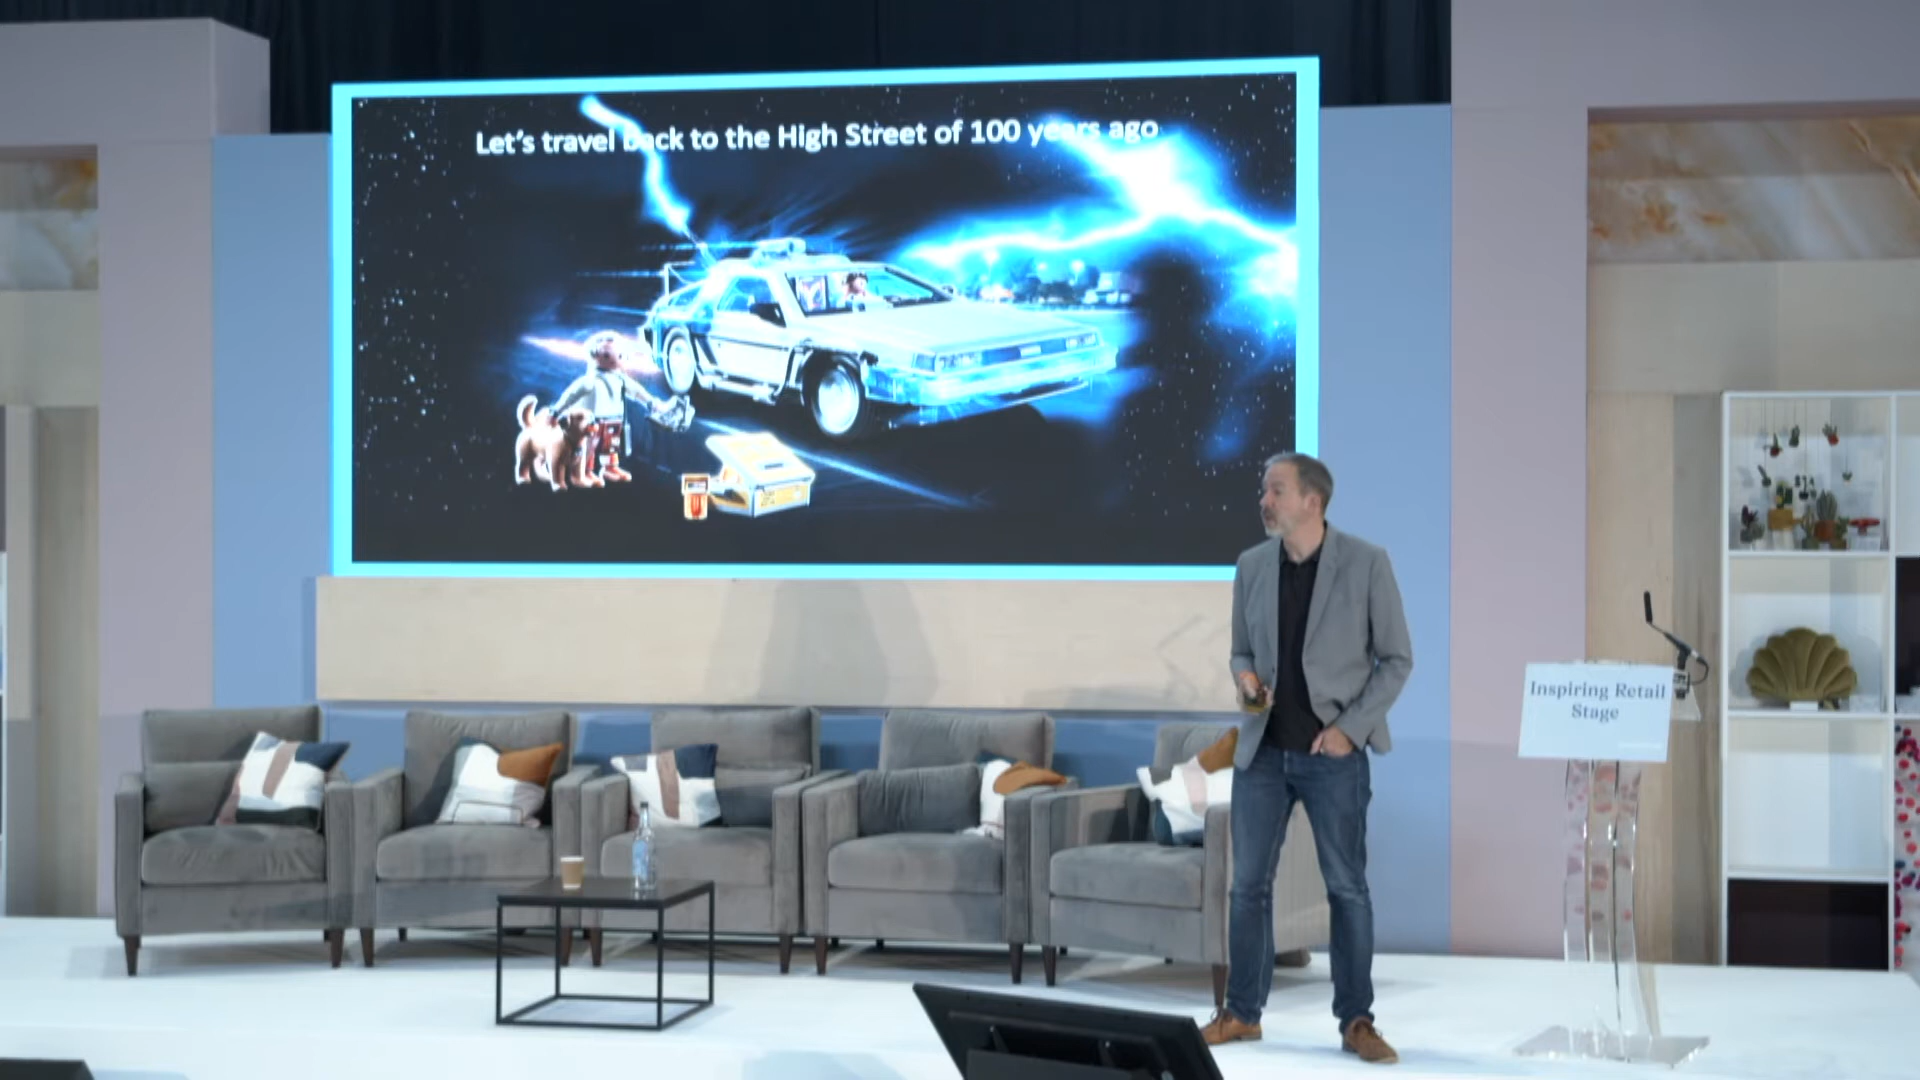 Let's travel back to the High Street of 100 years ago
Inspiring Retail
Stage